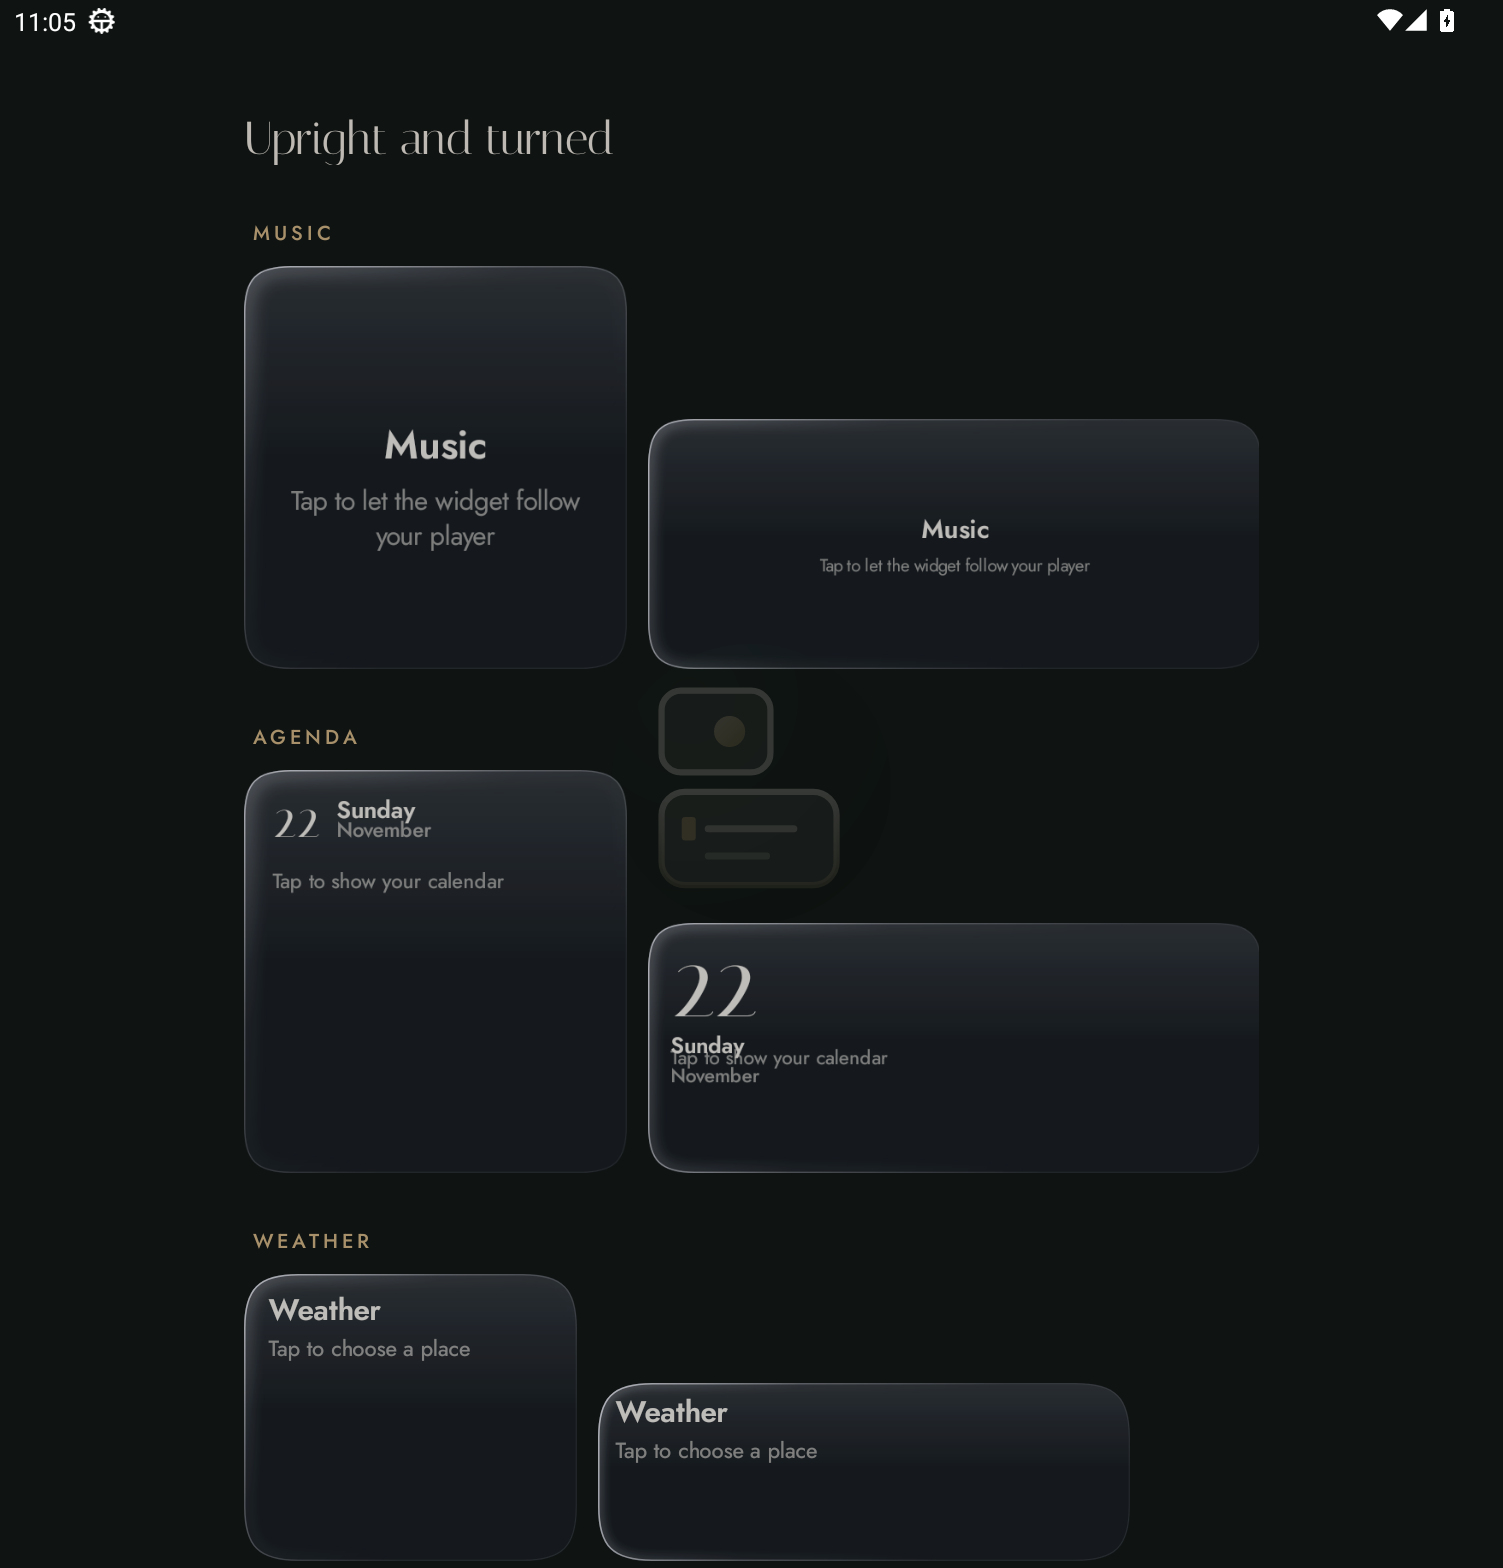 11:05
Upright and turned
MUSIC
Music
Tap to let the widget follow
your player
Music
Tap to let the widget follow your player
AGENDA
22
Sunday
November
Tap to show your calendar
22
Sunday
Tap to show your calendar
November
WEATHER
Weather
Tap to choose a place
Weather
Tap to choose a place